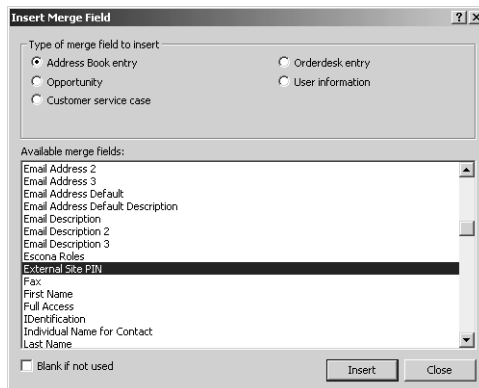 Insert Merge Field
Type of merge field to insert
Address Book entry
Orderdesk entry
Opportunity
User information
Customer service case
Available merge fields:
Email Address 2
Email Address 3
Email Address Default
Email Address Default Description
Email Description
Email Description 2
Email Description 3
Escona Roles
External Site PIN
Fax
First Name
Full Access
IDentification
Individual Name for Contact
Last Name
Blank if not used
Insert
Close